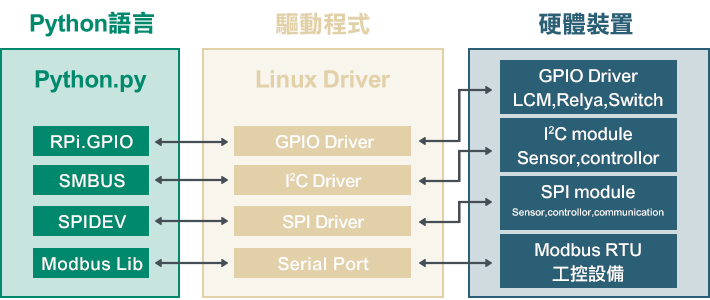 Python語言
驅動程式
硬體裝置
Python.py
RPi.GPIO
SMBUS
SPIDEV
Modbus Lib
Linux Driver
GPIO Driver
I²C Driver
SPI Driver
Serial Port
GPIO Driver
LCM,Relya,Switch
I²C module
Sensor,controllor
SPI module
Sensor,controllor,communication
Modbus RTU
工控設備